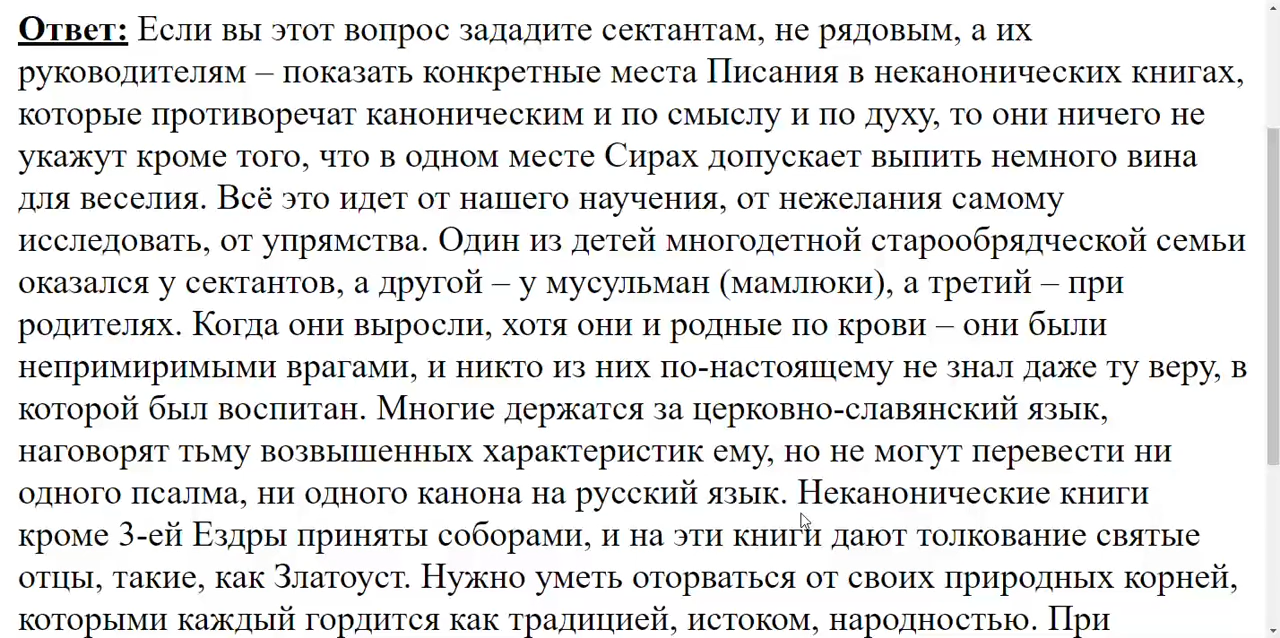 Ответ: Если вы этот вопрос зададите сектантам, не рядовым, а их
руководителям – показать конкретные места Писания в неканонических книгах,
которые противоречат каноническим и по смыслу и по духу, то они ничего не
укажут кроме того, что в одном месте Сирах допускает выпить немного вина
для веселия. Всё это идет от нашего научения, от нежелания самому
исследовать, от упрямства. Один из детей многодетной старообрядческой семьи
оказался у сектантов, а другой – у мусульман (мамлюки), а третий – при
родителях. Когда они выросли, хотя они и родные по крови – они были
непримиримыми врагами, и никто из них по-настоящему не знал даже ту веру, в
которой был воспитан. Многие держатся за церковно-славянский язык,
наговорят тьму возвышенных характеристик ему, но не могут перевести ни
одного псалма, ни одного канона на русский язык. Неканонические книги
кроме 3-ей Ездры приняты соборами, и на эти книги дают толкование святые
отцы, такие, как Златоуст. Нужно уметь оторваться от своих природных корней,
которыми каждый гордится как традицией, истоком, народностью. При